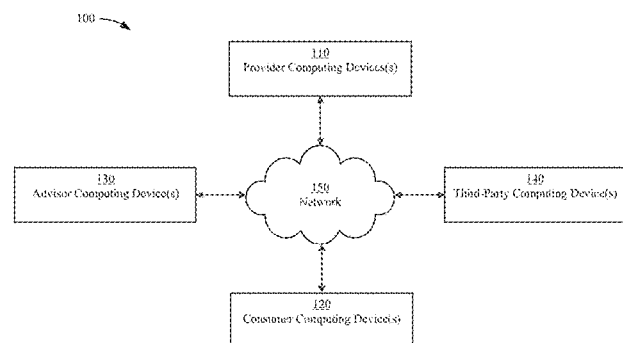 100
110
Provider Computing Devices(s)
130
Advisor Computing Device(s)
150
Network
140
Third-Party Computing Device(s)
120
Consumer Computing Device(s)